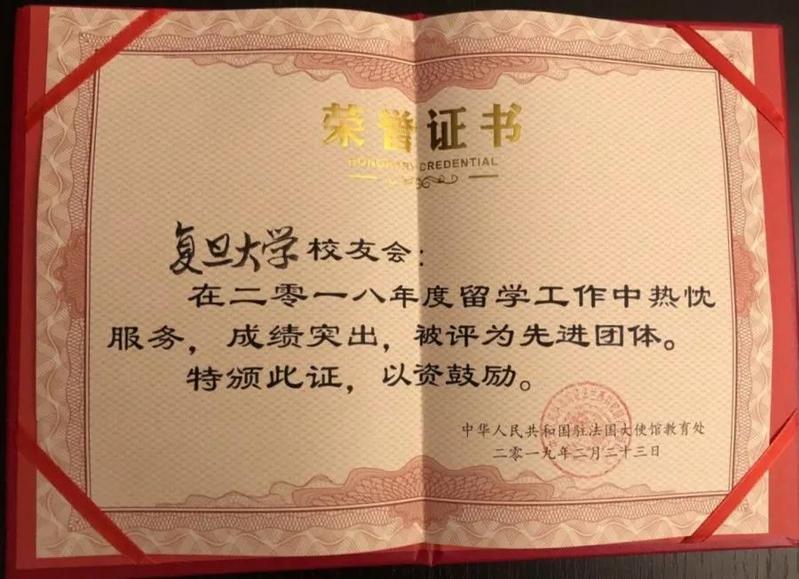 荣誉证书
HONORARY CREDENTIAL
复旦大学校友会：
在二零一八年度留学工作中热忱
服务，成绩突出，被评为先进团体。
特颁此证，以资鼓励。
中华人民共和国驻法国大使馆教育处
二零一九年二月二十三日